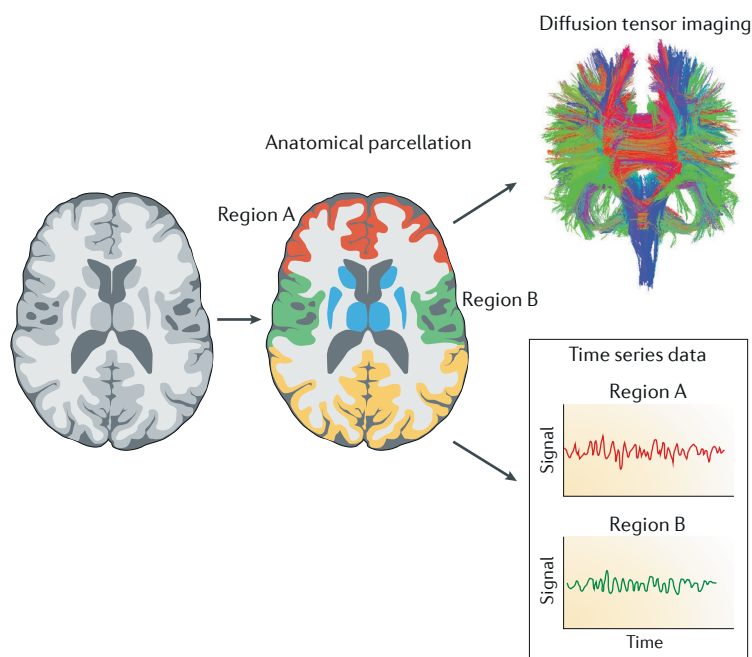 Diffusion tensor imaging
Anatomical parcellation
Region A
Region B
Time series data
Region A
Signal
Region B
Signal
Time